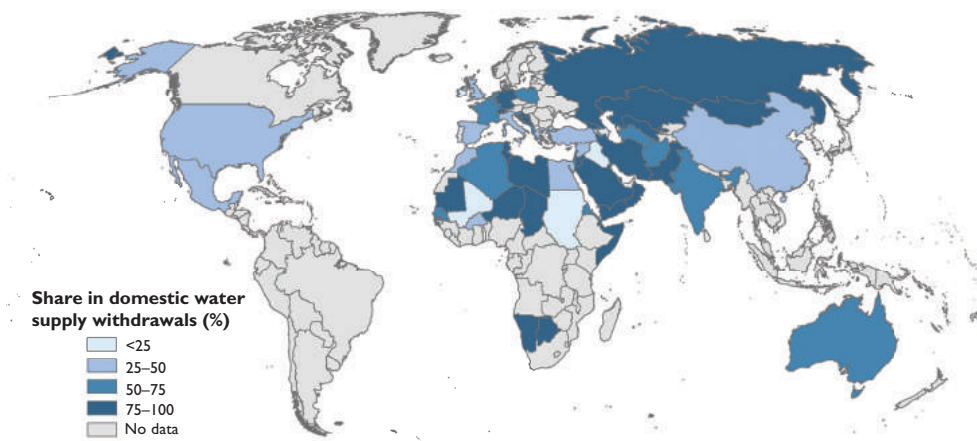 Share in domestic water
supply withdrawals (%)
<25
25–50
50–75
75–100
No data